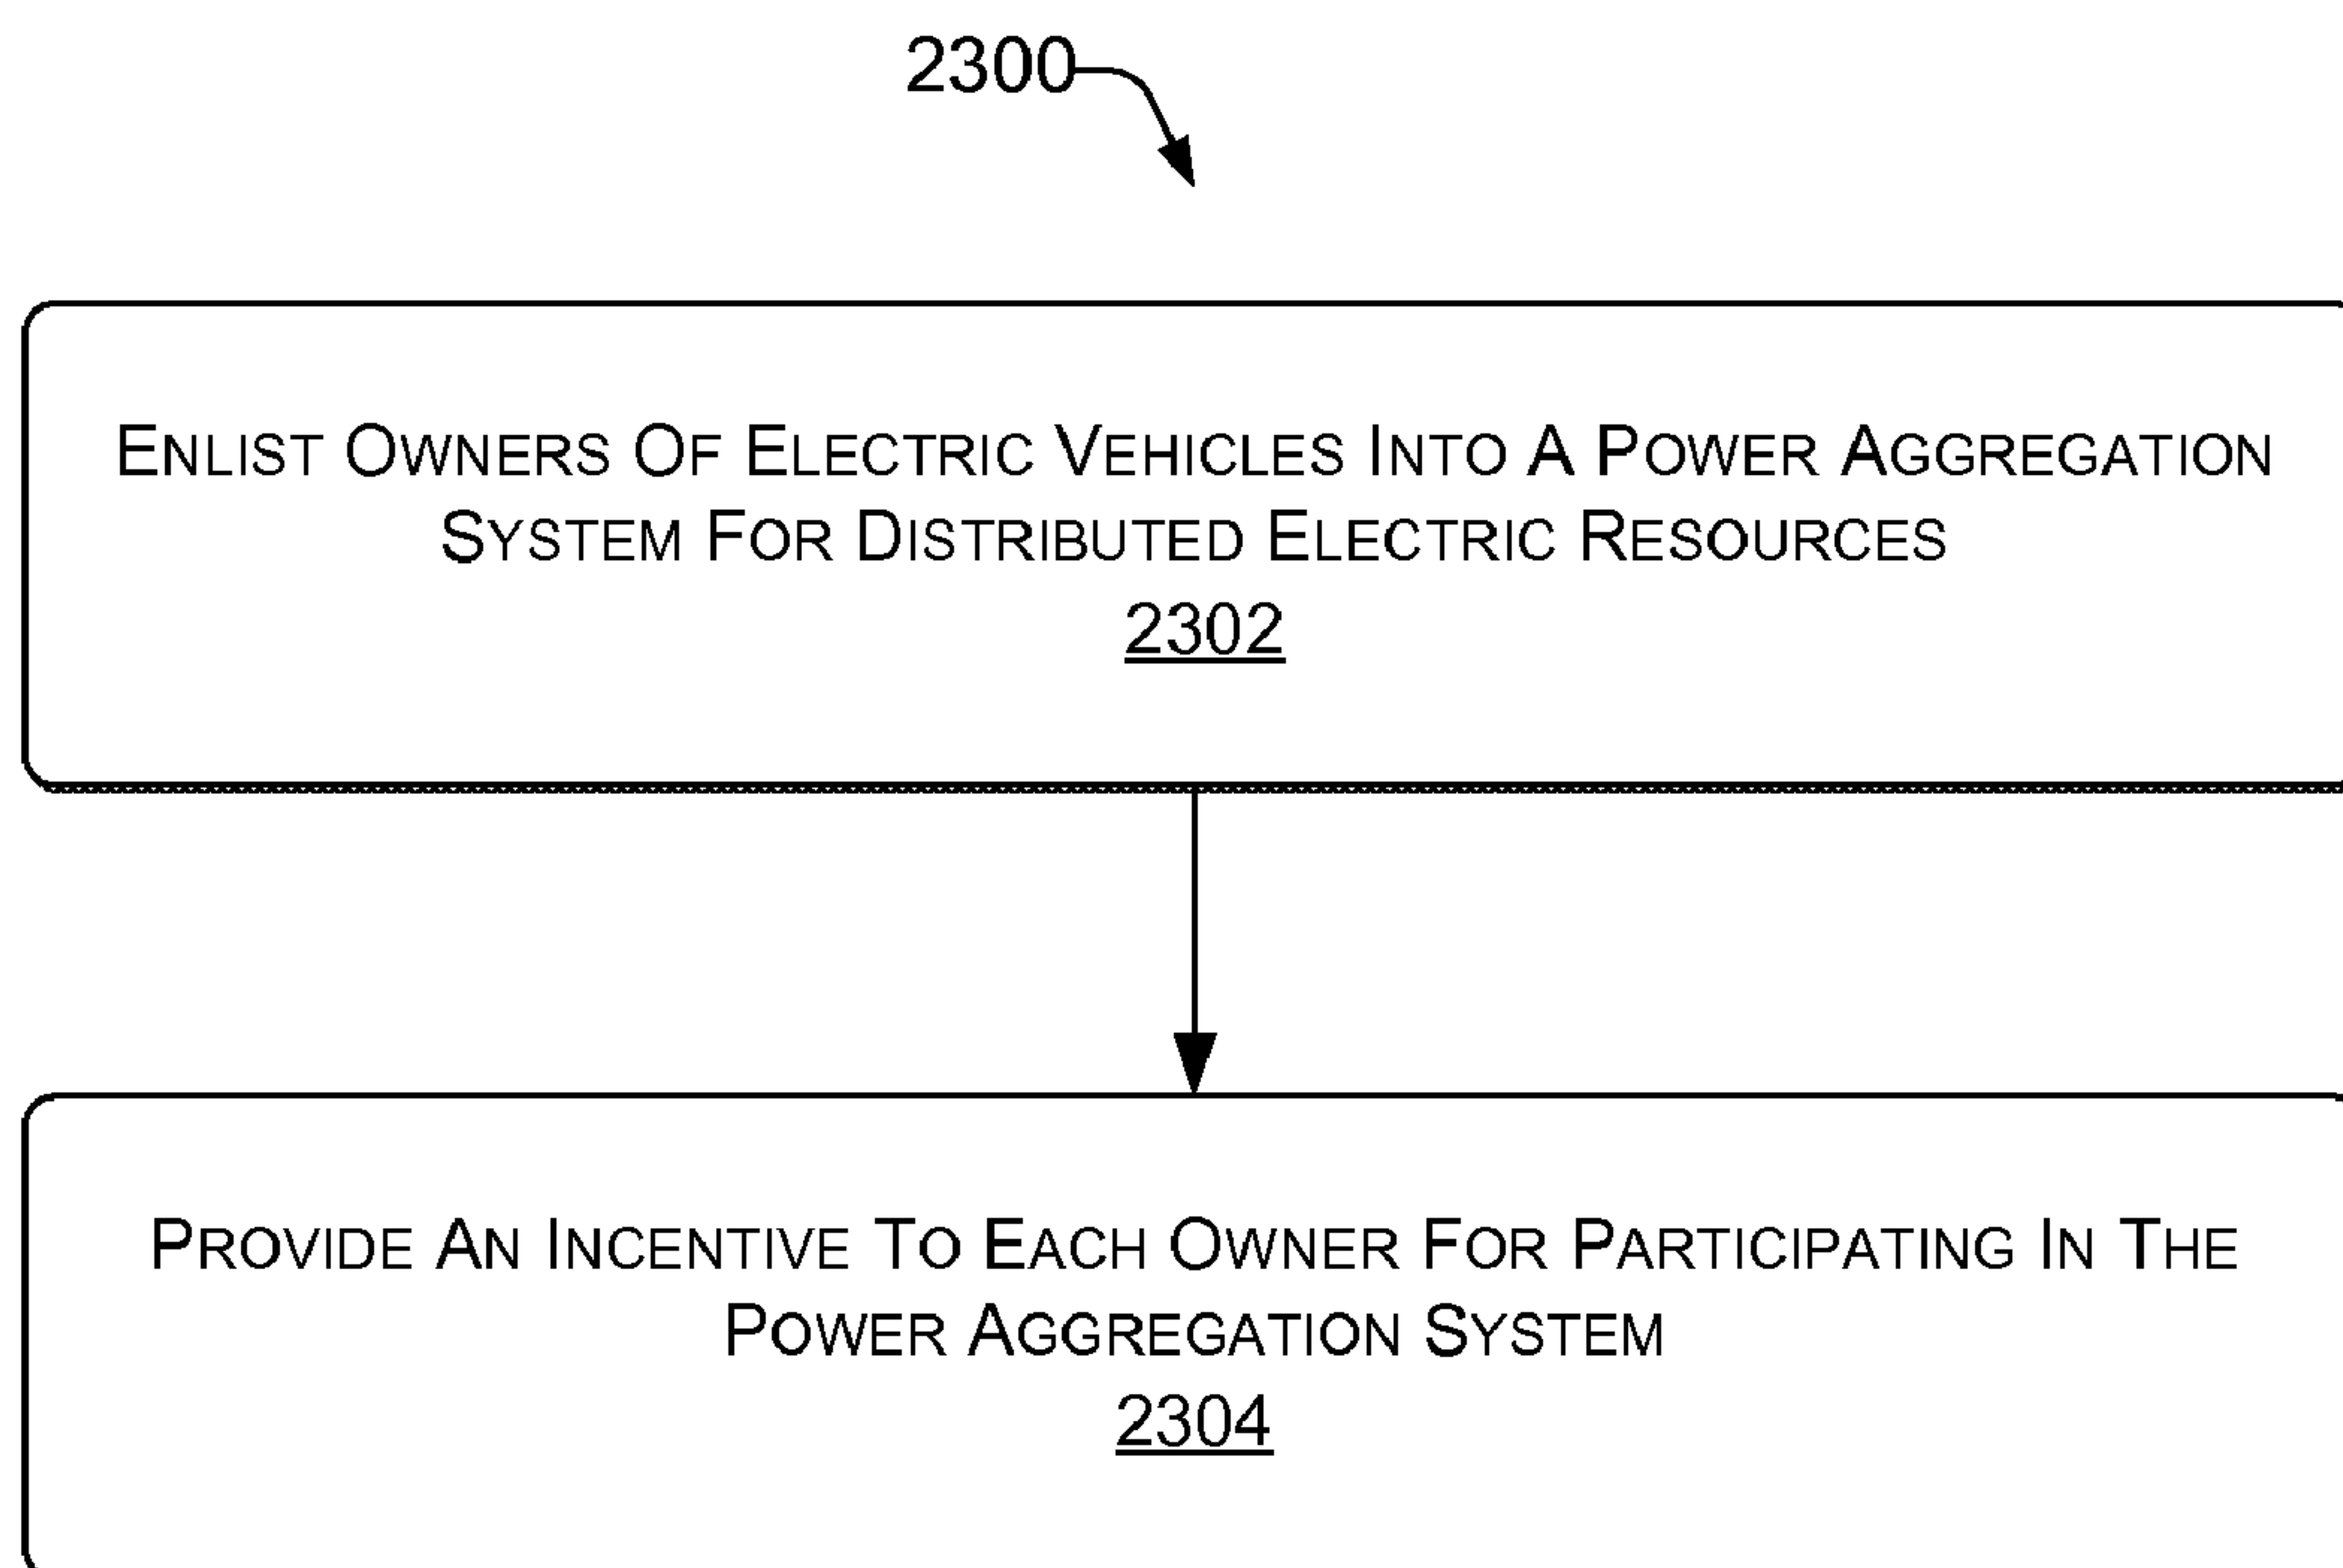 2300
Enlist Owners Of Electric Vehicles Into A Power Aggregation
System For Distributed Electric Resources
2302
Provide An Incentive To Each Owner For Participating In The
Power Aggregation System
2304